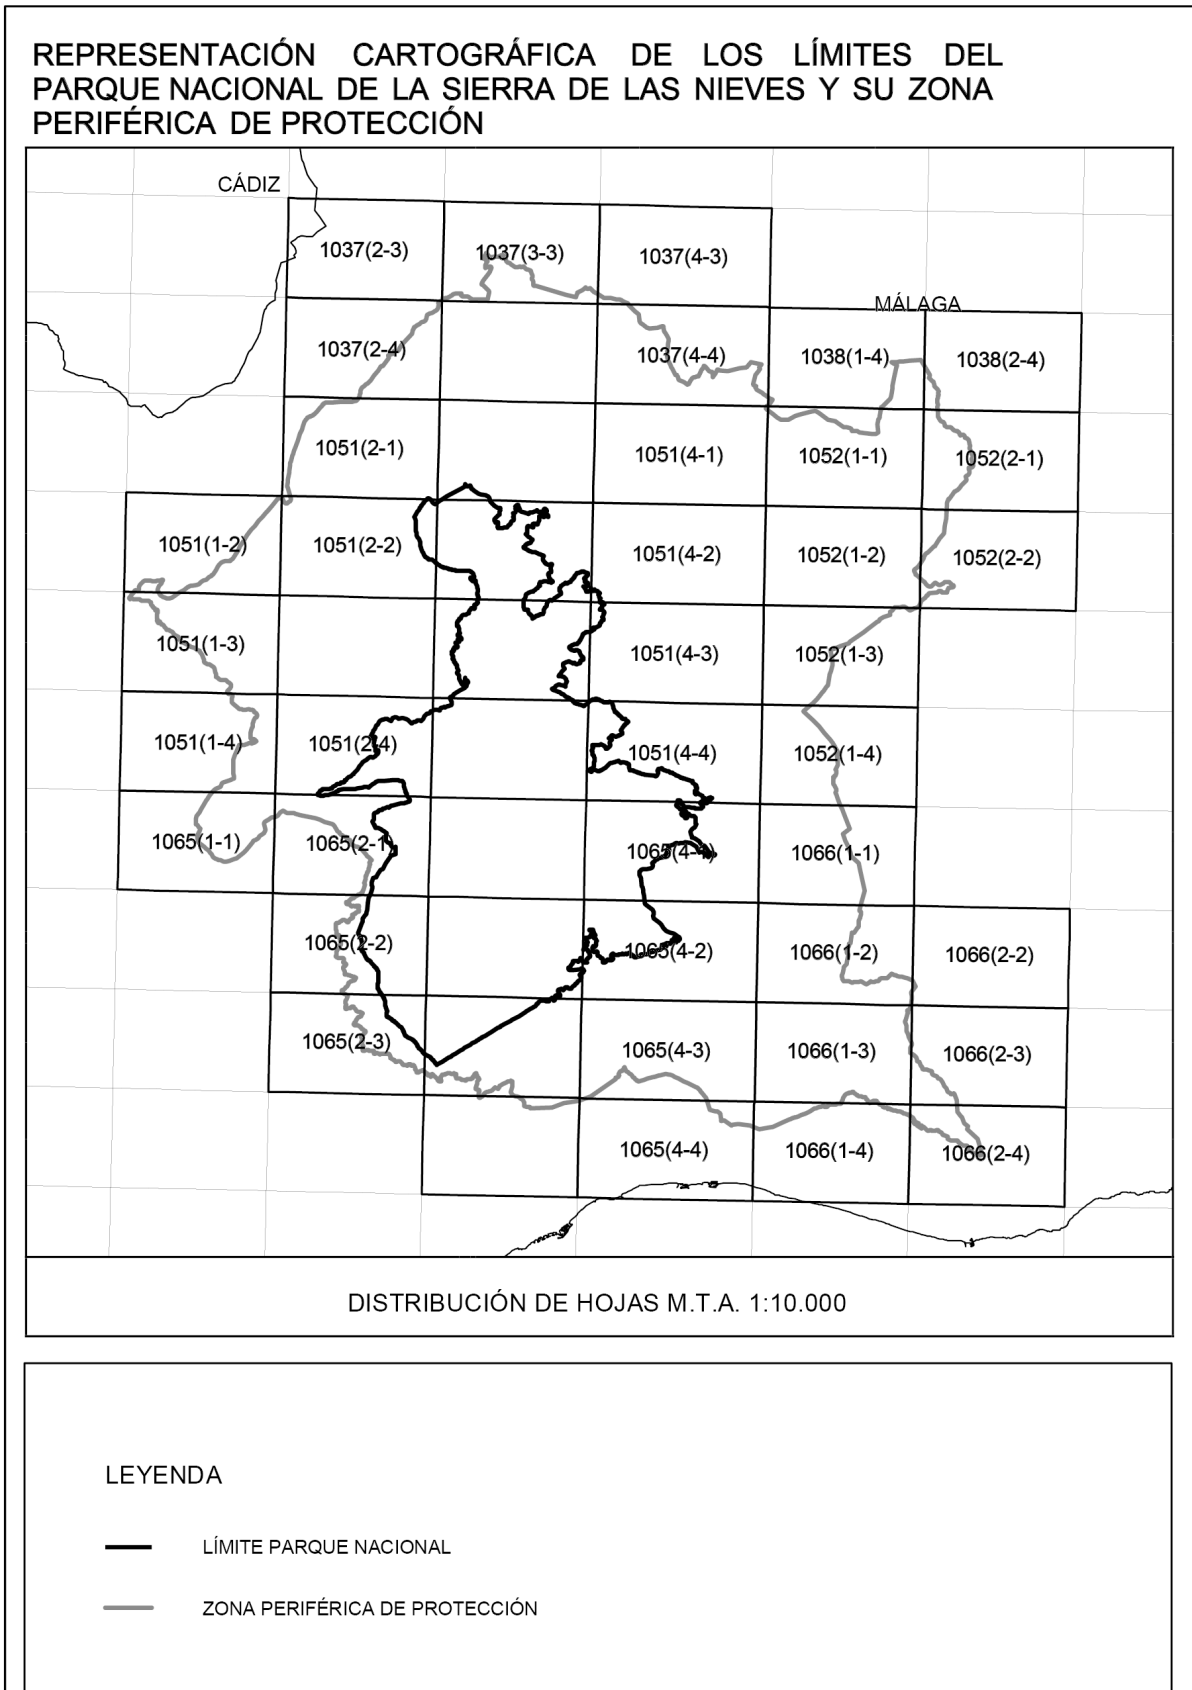 REPRESENTACIÓN CARTOGRÁFICA DE LOS LÍMITES DEL
PARQUE NACIONAL DE LA SIERRA DE LAS NIEVES Y SU ZONA
PERIFÉRICA DE PROTECCIÓN
CÁDIZ
1037(2-3) 1037(3-3) 1037(4-3)
MÁLAGA
1037(2-4) 1037(4-4) 1038(1-4) 1038(2-4)
1051(2-1) 1051(4-1) 1052(1-1) 1052(2-1)
1051(1-2) 1051(2-2) 1051(4-2) 1052(1-2) 1052(2-2)
1051(1-3) 1051(4-3) 1052(1-3)
1051(1-4) 1051(2-4) 1051(4-4) 1052(1-4)
1065(1-1) 1065(2-1) 1065(4-1) 1066(1-1)
1065(2-2) 1065(4-2) 1066(1-2) 1066(2-2)
1065(2-3) 1065(4-3) 1066(1-3) 1066(2-3)
1065(4-4) 1066(1-4) 1066(2-4)
DISTRIBUCIÓN DE HOJAS M.T.A. 1:10.000
LEYENDA
LÍMITE PARQUE NACIONAL
ZONA PERIFÉRICA DE PROTECCIÓN